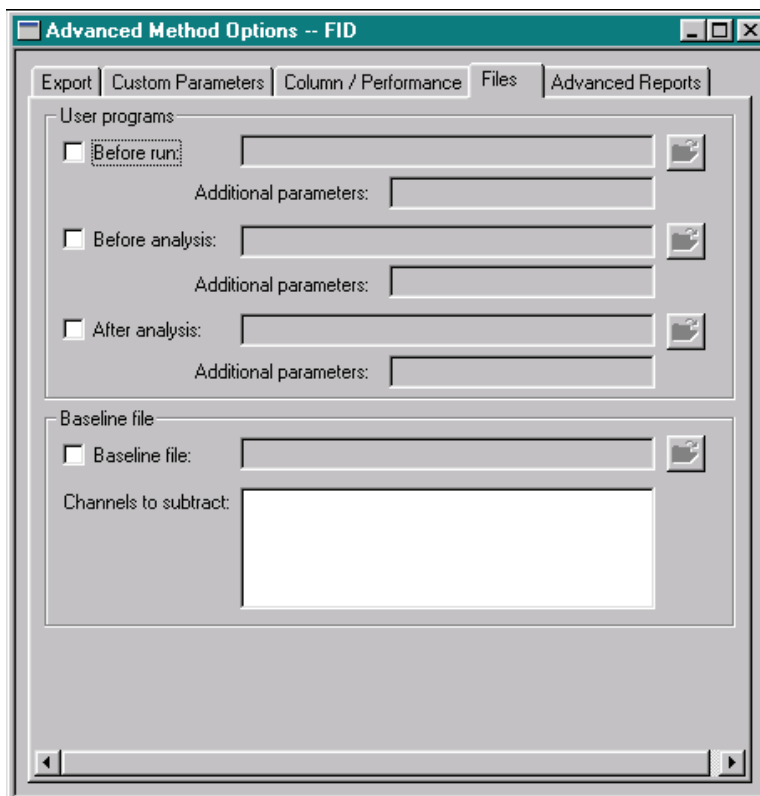 Advanced Method Options -- FID
Export Custom Parameters Column / Performance Files Advanced Reports
User programs
Before run:
Additional parameters:
Before analysis:
Additional parameters:
After analysis:
Additional parameters:
Baseline file
Baseline file:
Channels to subtract: